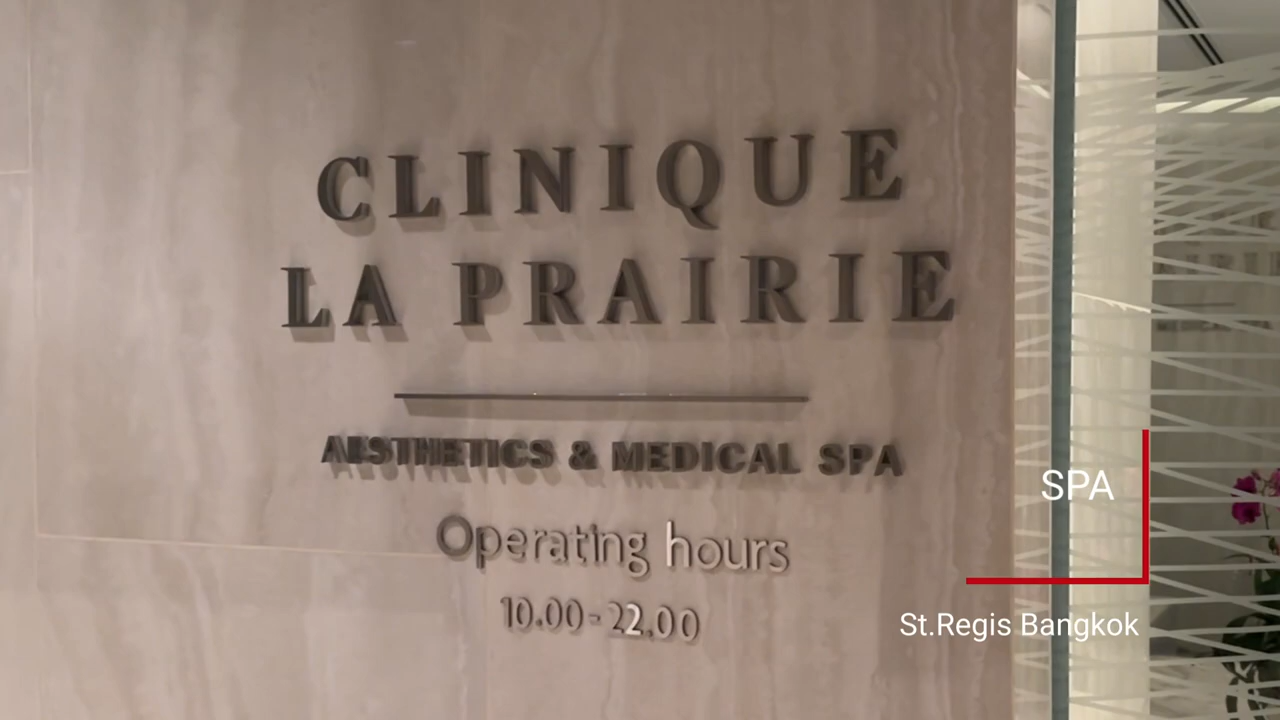 CLINIQUE
LA PRAIRIE
AESTHETICS & MEDICAL SPA
Operating hours
10.00-22.00
SPA
St.Regis Bangkok